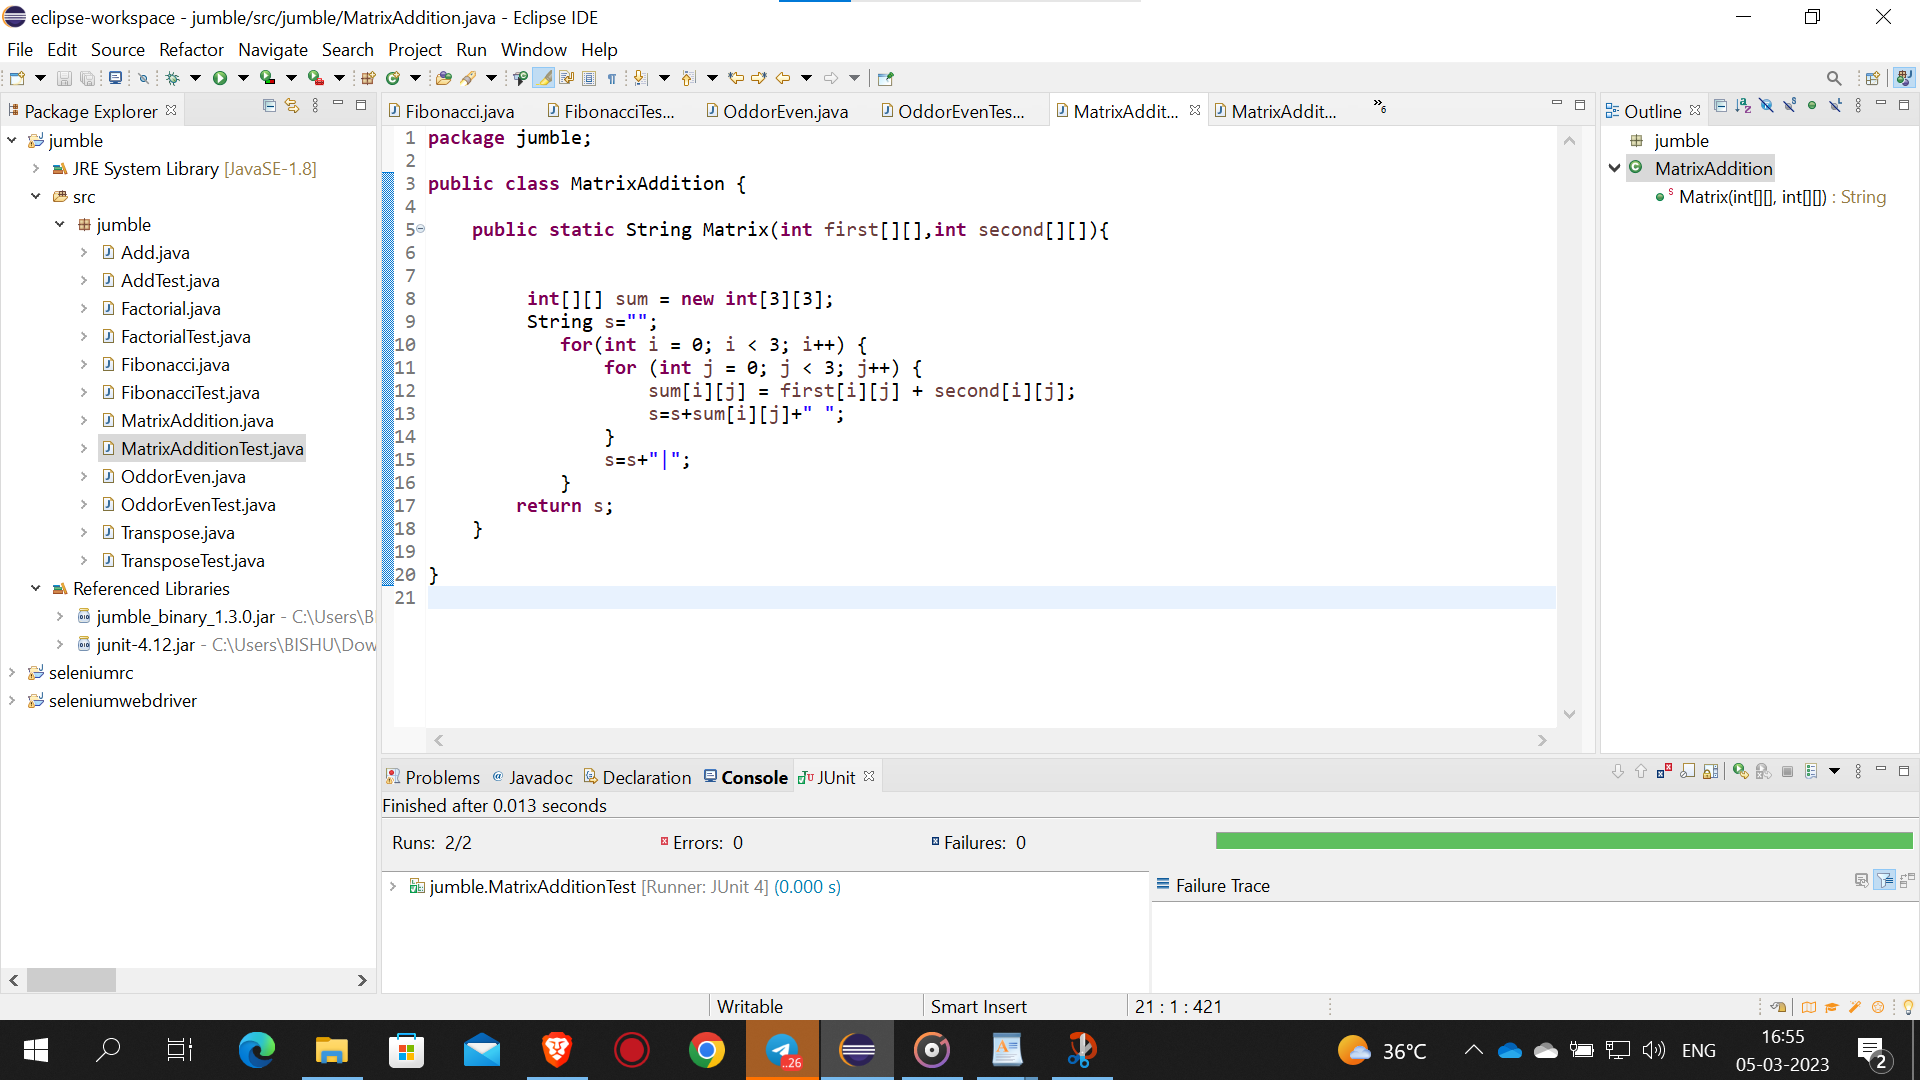 eclipse-workspace - jumble/src/jumble/MatrixAddition.java - Eclipse IDE
File Edit Source Refactor Navigate Search Project Run Window Help
Package Explorer
jumble
JRE System Library [JavaSE-1.8]
src
jumble
Add.java
AddTest.java
Factorial.java
FactorialTest.java
Fibonacci.java
FibonacciTest.java
MatrixAddition.java
MatrixAdditionTest.java
OddorEven.java
OddorEvenTest.java
Transpose.java
TransposeTest.java
Referenced Libraries
jumble_binary_1.3.0.jar - C:\Users\B
junit-4.12.jar - C:\Users\BISHU\Dow
seleniumrc
seleniumwebdriver
Fibonacci.java FibonacciTes... OddorEven.java OddorEvenTes... MatrixAddit... MatrixAddit... »6
1 package jumble;
2
3 public class MatrixAddition {
4
5 public static String Matrix(int first[][],int second[][]){
6
7
8 int[][] sum = new int[3][3];
9 String s="";
10 for(int i = 0; i < 3; i++) {
11 for (int j = 0; j < 3; j++) {
12 sum[i][j] = first[i][j] + second[i][j];
13 s=s+sum[i][j]+" ";
14 }
15 s=s+"|";
16 }
17 return s;
18 }
19
20 }
21
Outline
jumble
MatrixAddition
Matrix(int[][], int[][]) : String
Problems @ Javadoc Declaration Console JUnit
Finished after 0.013 seconds
Runs: 2/2 Errors: 0 Failures: 0
jumble.MatrixAdditionTest [Runner: JUnit 4] (0.000 s)
Failure Trace
Writable Smart Insert 21 : 1 : 421
..26
36°C
ENG
16:55
05-03-2023
2